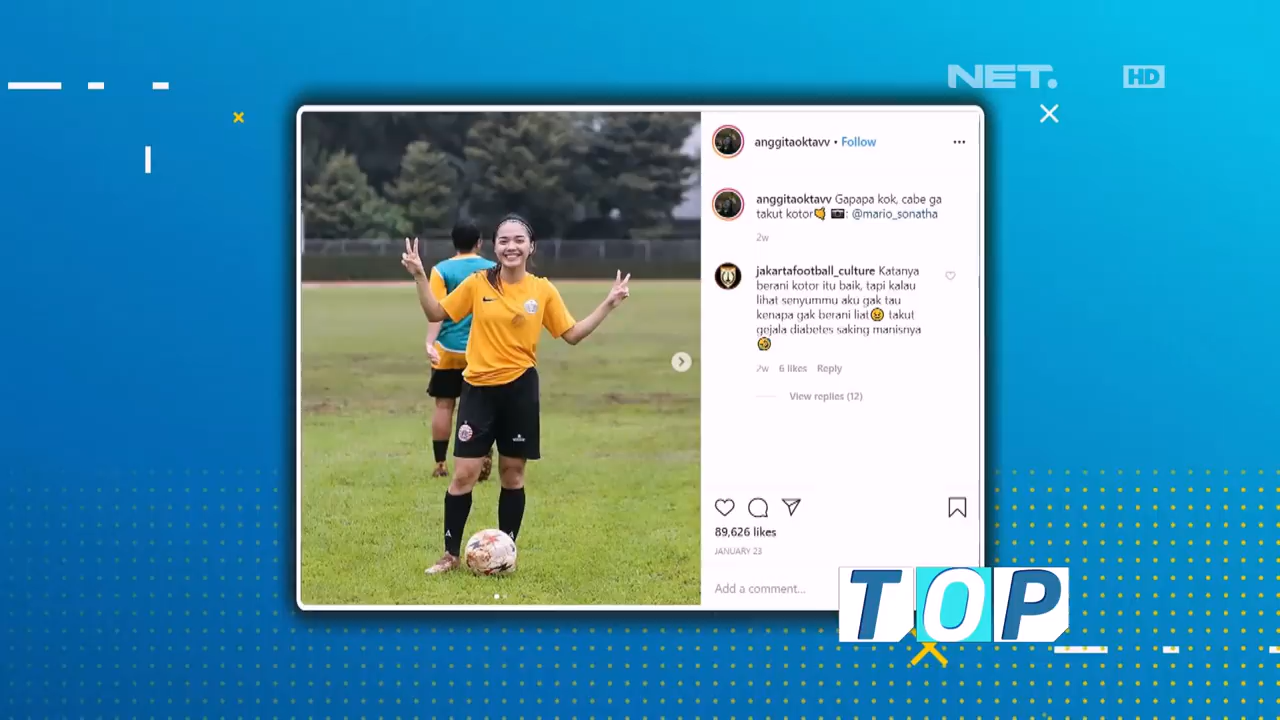 NET.
HD
anggitaoktavv • Follow
anggitaoktavv Gapapa kok, cabe ga
takut kotor🤙 📷: @mario_sonatha
2w
jakartafootball_culture Katanya
berani kotor itu baik, tapi kalau
lihat senyummu aku gak tau
kenapa gak berani liat😣 takut
gejala diabetes saking manisnya
🤣
2w 6 likes Reply
View replies (12)
89,626 likes
JANUARY 23
Add a comment...
TOP